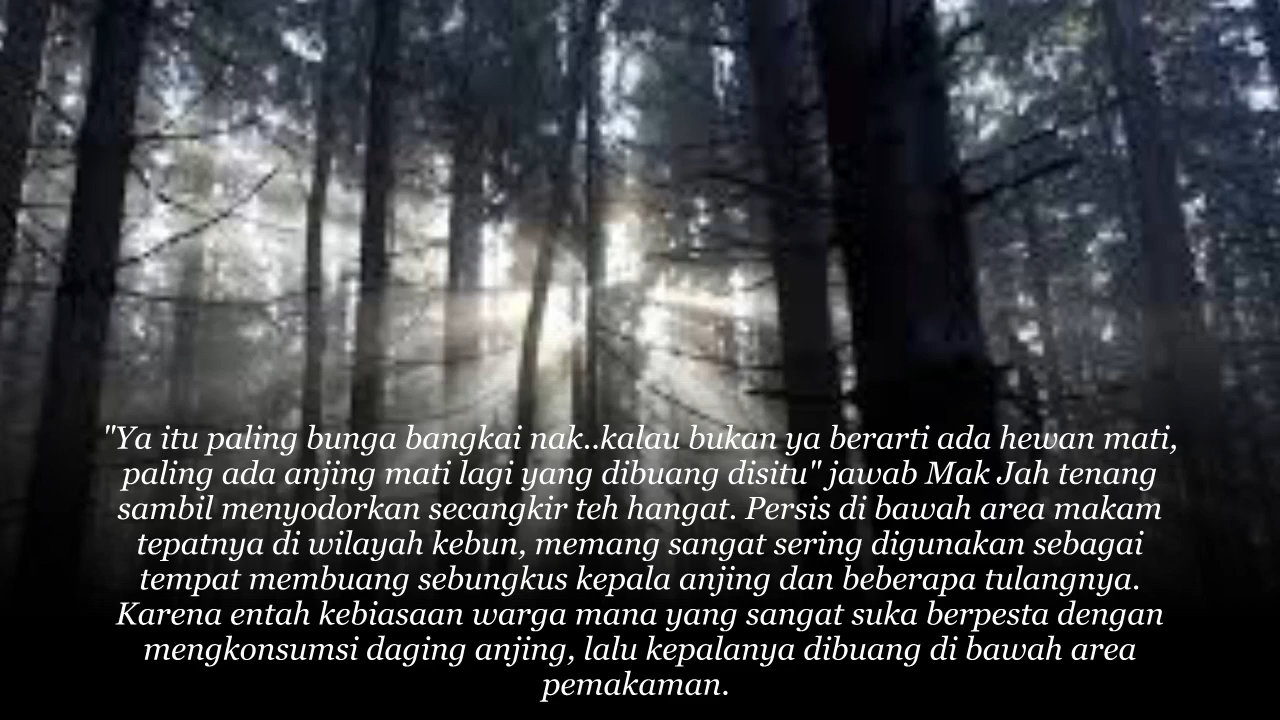 "Ya itu paling bunga bangkai nak..kalau bukan ya berarti ada hewan mati,
paling ada anjing mati lagi yang dibuang disitu" jawab Mak Jah tenang
sambil menyodorkan secangkir teh hangat. Persis di bawah area makam
tepatnya di wilayah kebun, memang sangat sering digunakan sebagai
tempat membuang sebungkus kepala anjing dan beberapa tulangnya.
Karena entah kebiasaan warga mana yang sangat suka berpesta dengan
mengkonsumsi daging anjing, lalu kepalanya dibuang di bawah area
pemakaman.